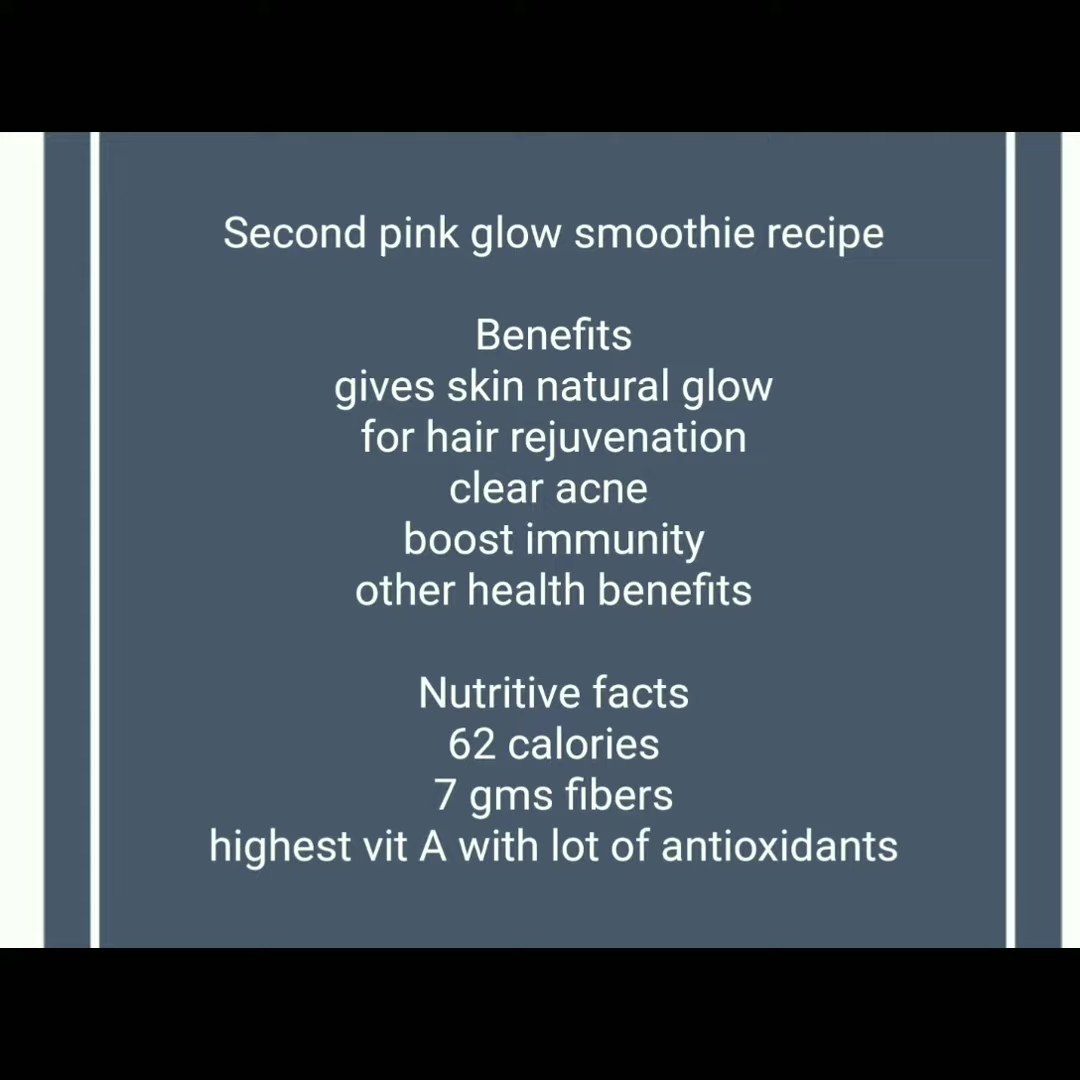 Second pink glow smoothie recipe
Benefits
gives skin natural glow
for hair rejuvenation
clear acne
boost immunity
other health benefits
Nutritive facts
62 calories
7 gms fibers
highest vit A with lot of antioxidants